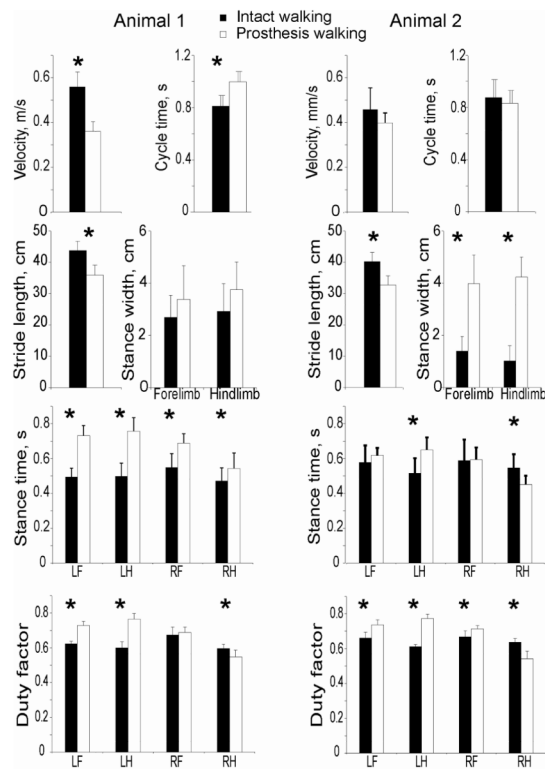 Animal 1
Intact walking
Prosthesis walking
Animal 2
Velocity, m/s
0.6
0.4
0.2
0
*
Cycle time, s
1.2
0.8
0.4
0
*
Velocity, mm/s
0.6
0.4
0.2
0
Cycle time, s
1.2
0.8
0.4
0
Stride length, cm
50
40
30
20
10
0
*
Stance width, cm
6
4
2
0
Forelimb
Hindlimb
Stride length, cm
50
40
30
20
10
0
*
Stance width, cm
6
4
2
0
* *
Forelimb
Hindlimb
Stance time, s
0.8
0.6
0.4
0.2
0
* * * *
LF LH RF RH
Stance time, s
0.8
0.6
0.4
0.2
0
* *
LF LH RF RH
Duty factor
0.8
0.6
0.4
0.2
0
* * *
LF LH RF RH
Duty factor
0.8
0.6
0.4
0.2
0
* * * *
LF LH RF RH